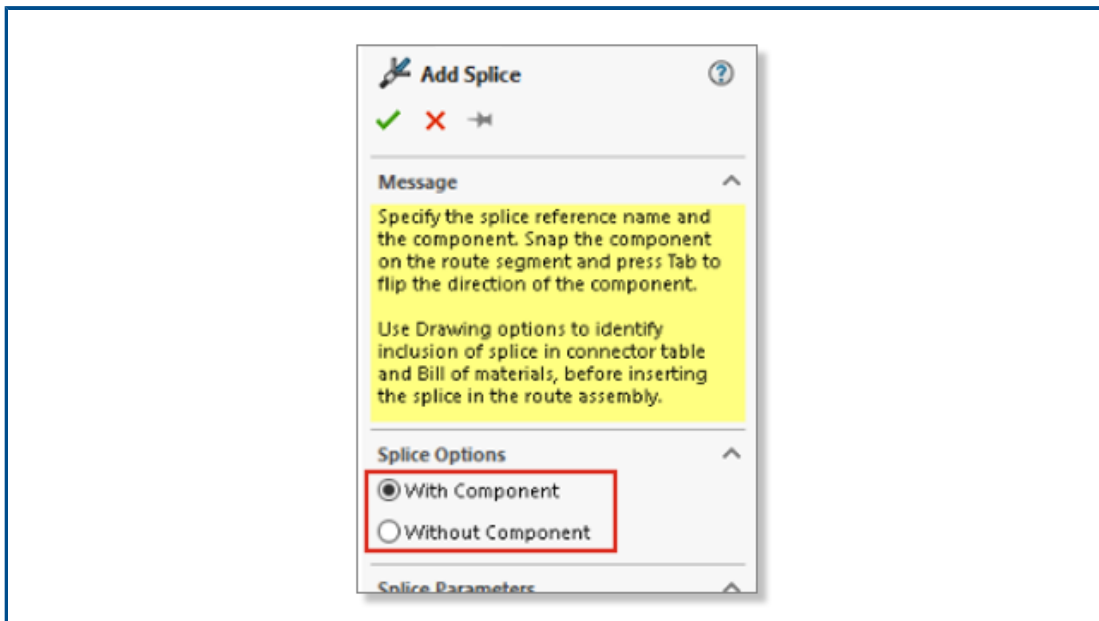 Add Splice
Message
Specify the splice reference name and
the component. Snap the component
on the route segment and press Tab to
flip the direction of the component.
Use Drawing options to identify
inclusion of splice in connector table
and Bill of materials, before inserting
the splice in the route assembly.
Splice Options
With Component
Without Component
Splice Parameters